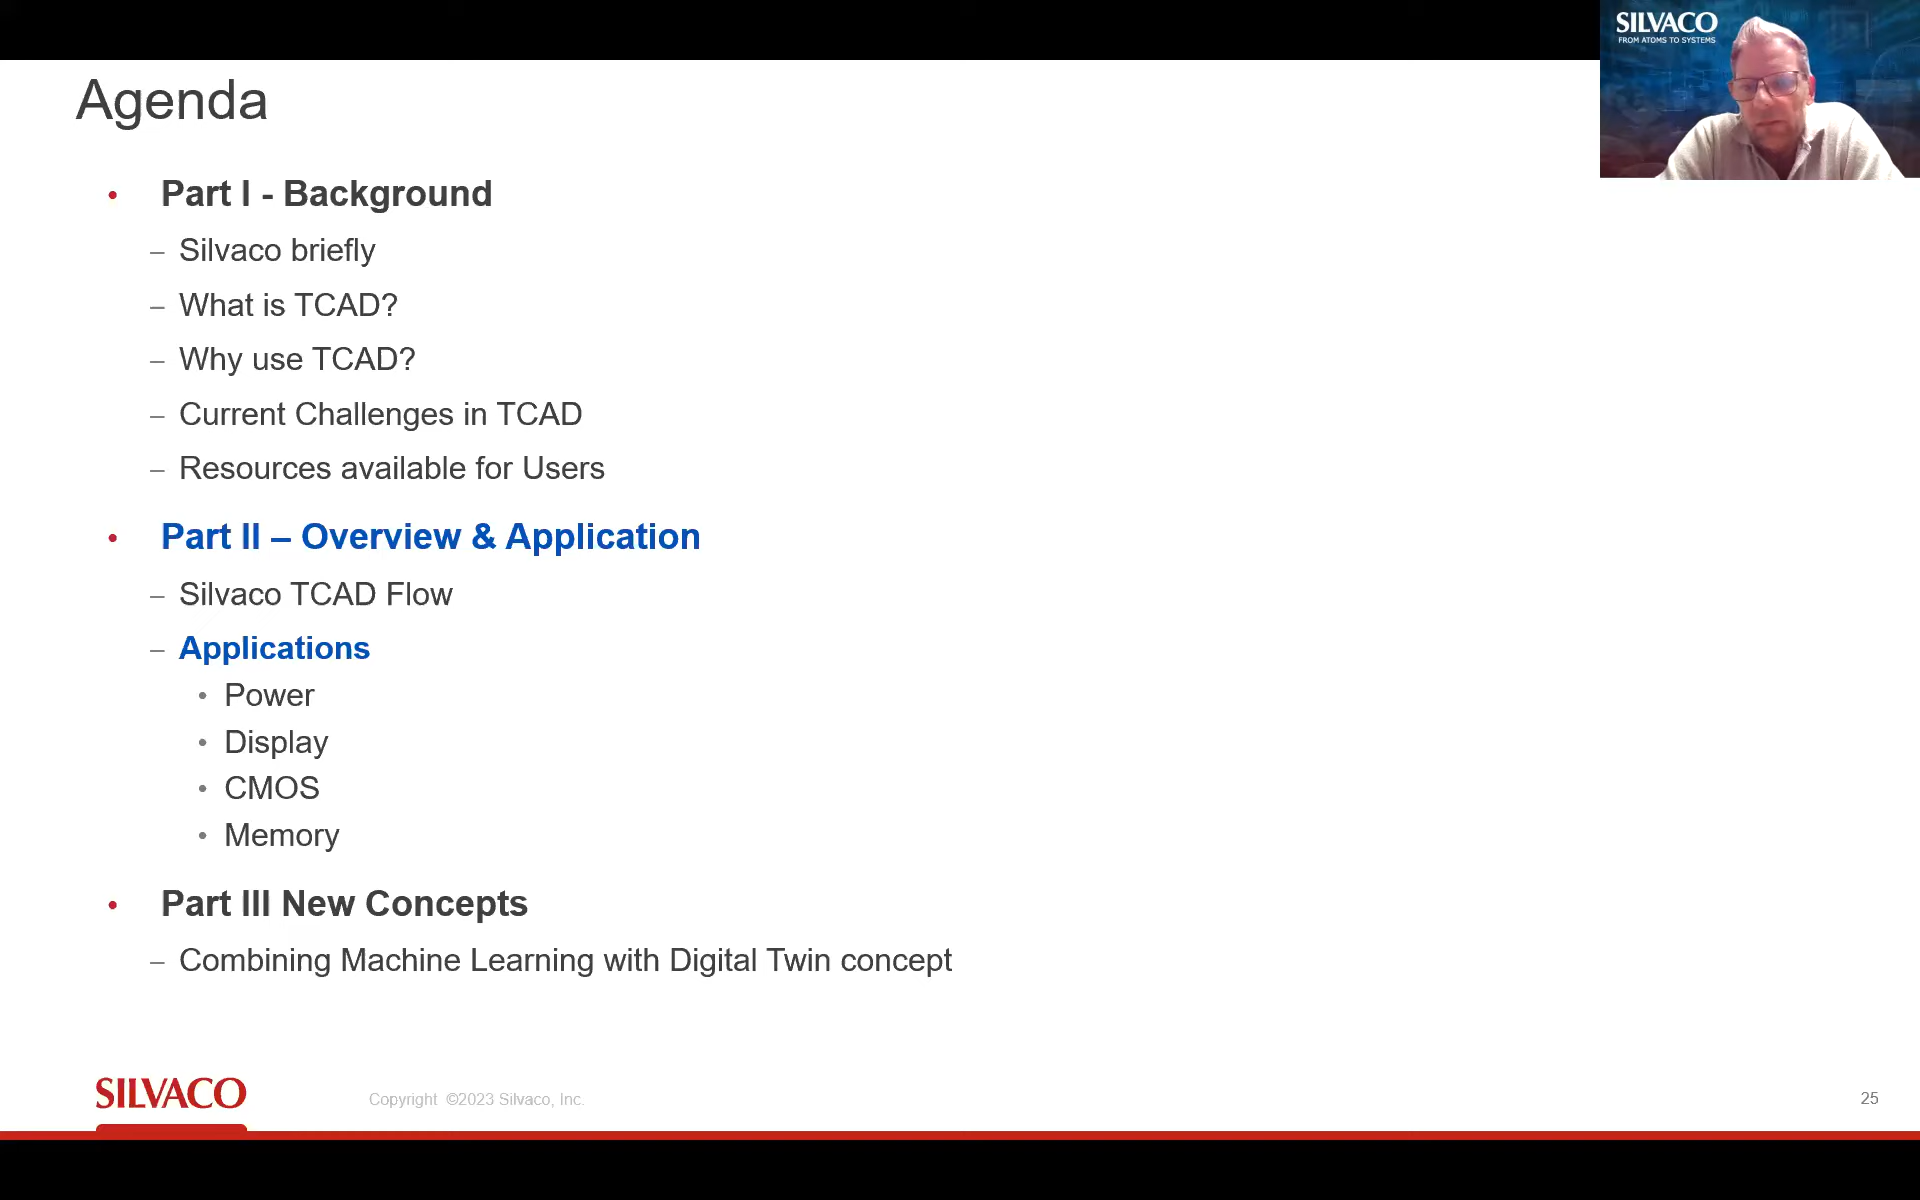 SILVACO
FROM ATOMS TO SYSTEMS
Agenda
• Part I - Background
– Silvaco briefly
– What is TCAD?
– Why use TCAD?
– Current Challenges in TCAD
– Resources available for Users
• Part II – Overview & Application
– Silvaco TCAD Flow
– Applications
• Power
• Display
• CMOS
• Memory
• Part III New Concepts
– Combining Machine Learning with Digital Twin concept
SILVACO
Copyright ©2023 Silvaco, Inc.
25